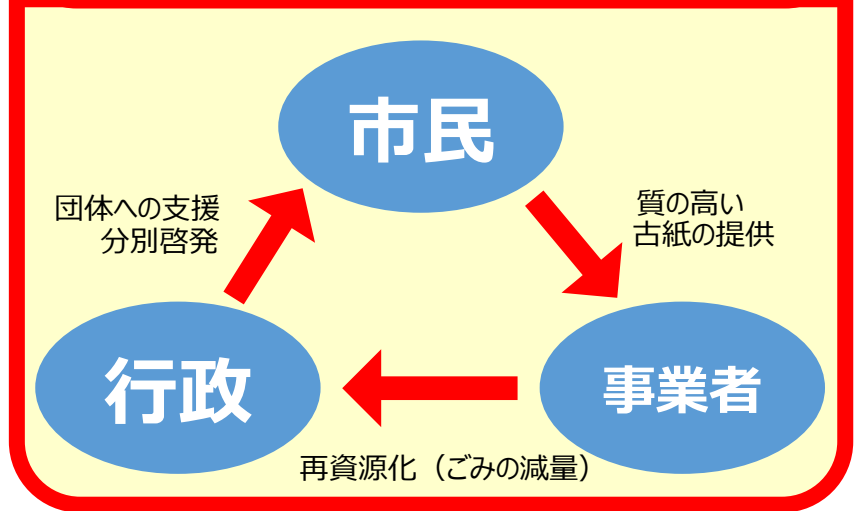 市民
団体への支援
分別啓発
質の高い
古紙の提供
行政
事業者
再資源化（ごみの減量）